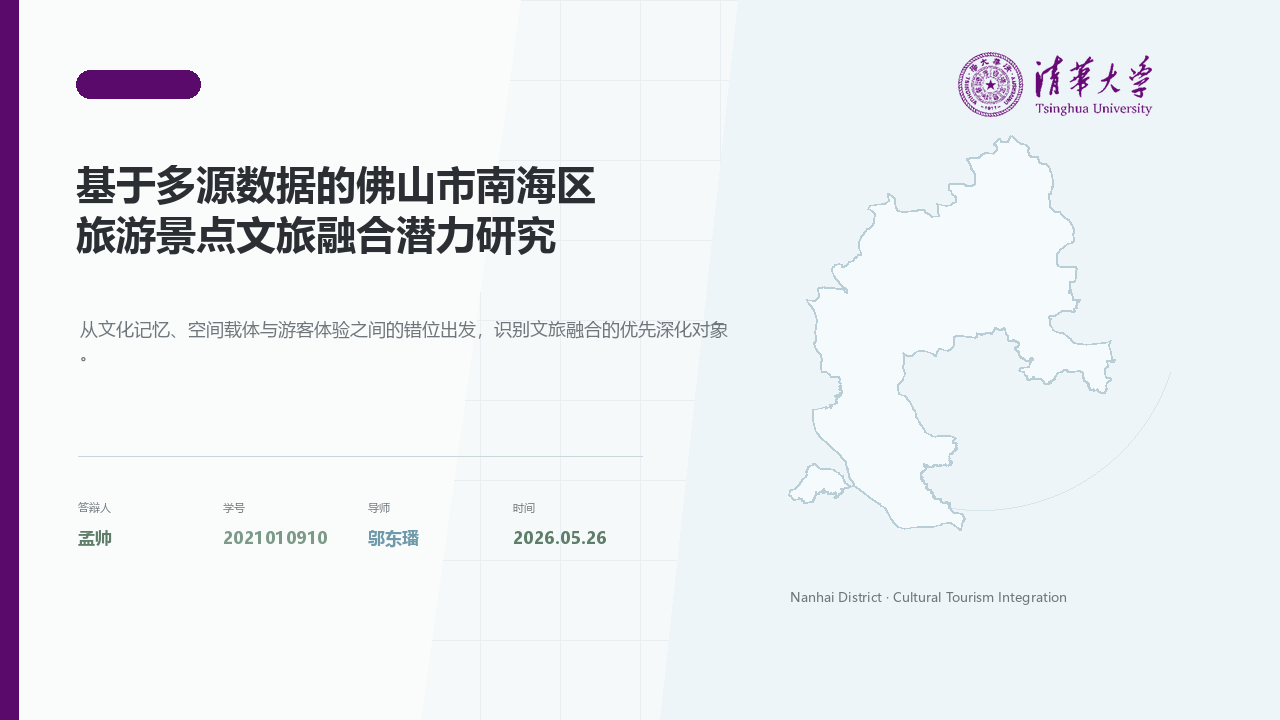 清华大学
Tsinghua University
基于多源数据的佛山市南海区
旅游景点文旅融合潜力研究
从文化记忆、空间载体与游客体验之间的错位出发，识别文旅融合的优先深化对象
。
答辩人
学号
导师
时间
孟帅
2021010910
邬东璠
2026.05.26
Nanhai District · Cultural Tourism Integration